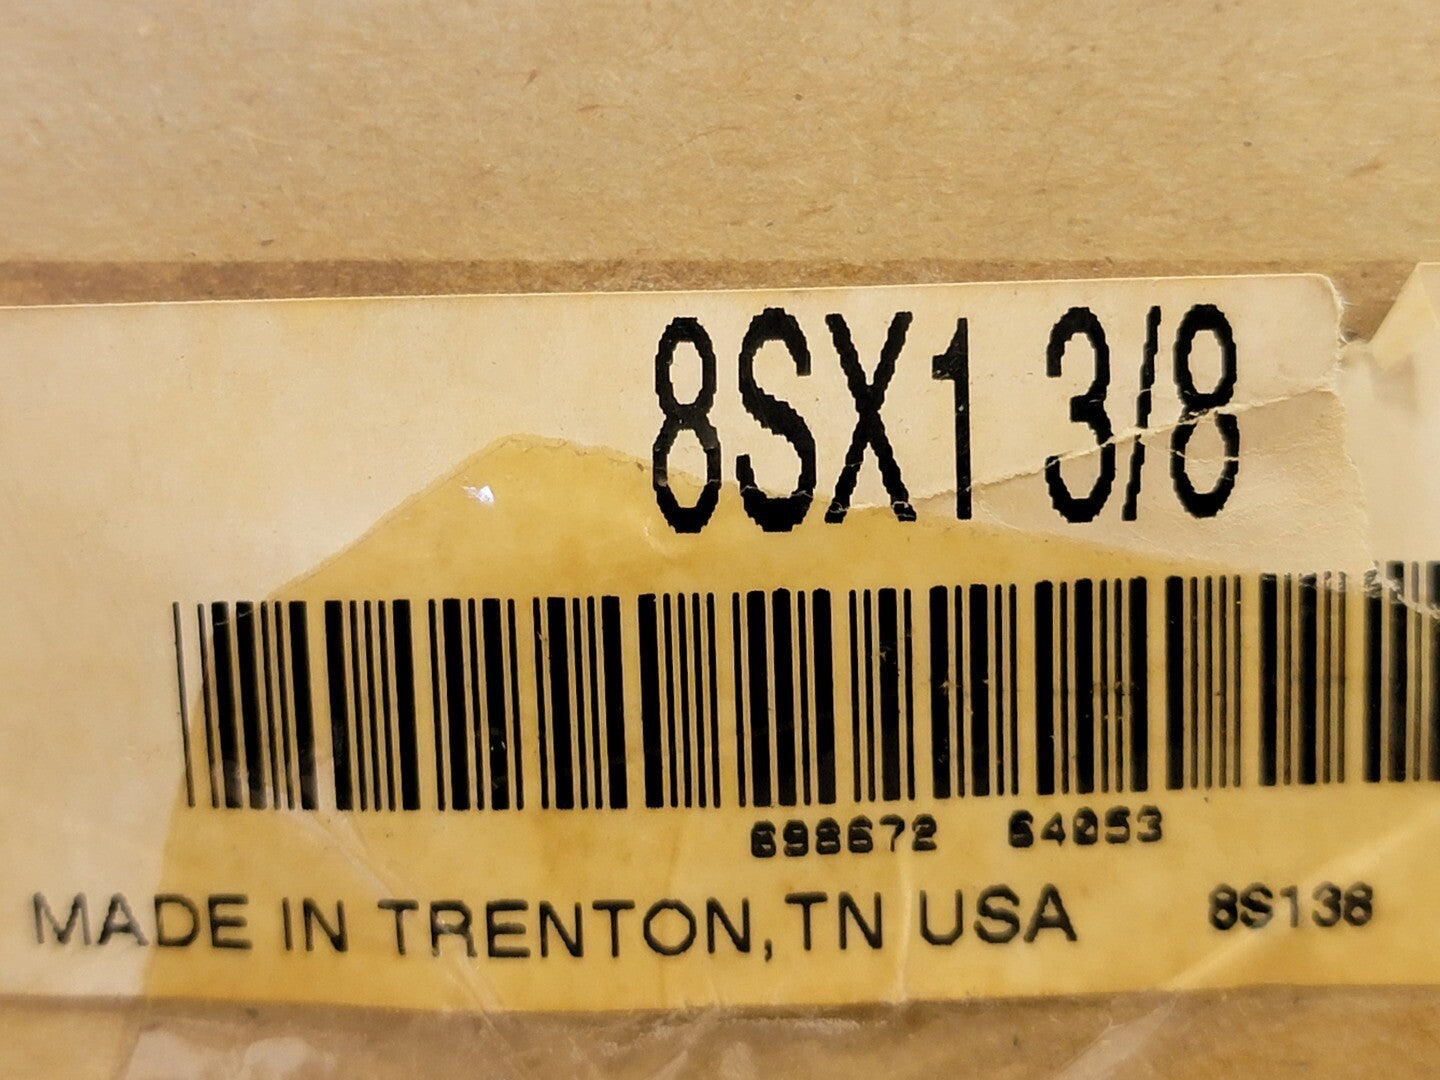 8SX1 3/8
698672 64053
MADE IN TRENTON,TN USA 8S138